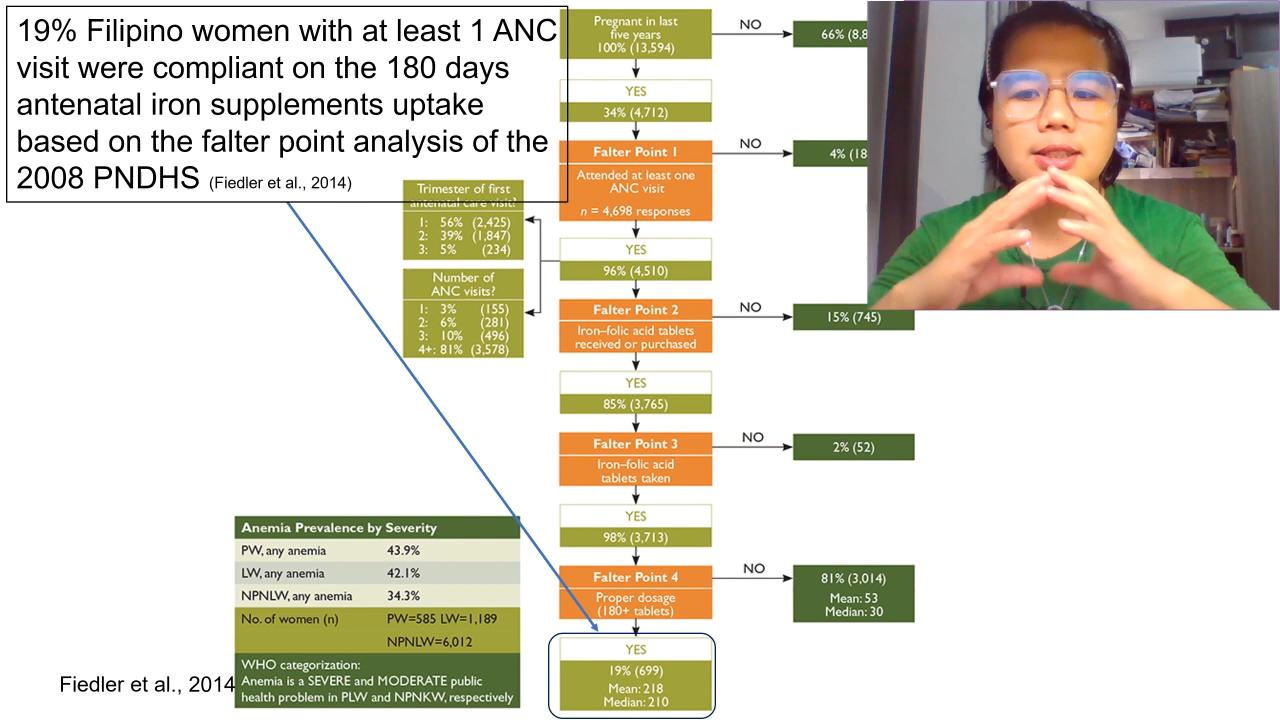 19% Filipino women with at least 1 ANC
visit were compliant on the 180 days
antenatal iron supplements uptake
based on the falter point analysis of the
2008 PNDHS (Fiedler et al., 2014)
Pregnant in last
five years
100% (13,594)
NO
66% (8,8
YES
34% (4,712)
Falter Point 1
NO
4% (18
Attended at least one
ANC visit
n = 4,698 responses
Trimester of first
antenatal care visit?
1: 56% (2,425)
2: 39% (1,847)
3: 5% (234)
YES
96% (4,510)
Number of
ANC visits?
1: 3% (155)
2: 6% (281)
3: 10% (496)
4+: 81% (3,578)
Falter Point 2
NO
15% (745)
Iron–folic acid tablets
received or purchased
YES
85% (3,765)
Falter Point 3
NO
2% (52)
Iron–folic acid
tablets taken
YES
98% (3,713)
Falter Point 4
NO
81% (3,014)
Mean: 53
Median: 30
Proper dosage
(180+ tablets)
YES
19% (699)
Mean: 218
Median: 210
Anemia Prevalence by Severity
PW, any anemia 43.9%
LW, any anemia 42.1%
NPNLW, any anemia 34.3%
No. of women (n) PW=585 LW=1,189
NPNLW=6,012
WHO categorization:
Anemia is a SEVERE and MODERATE public
health problem in PLW and NPNKW, respectively
Fiedler et al., 2014